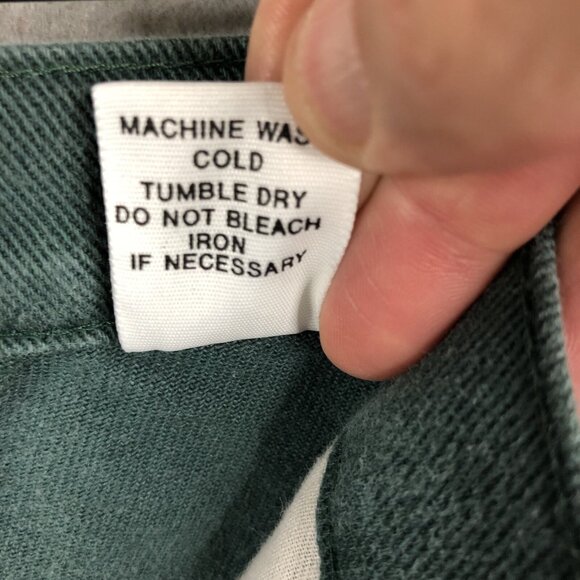 MACHINE WAS
COLD
TUMBLE DRY
DO NOT BLEACH
IRON
IF NECESSARY